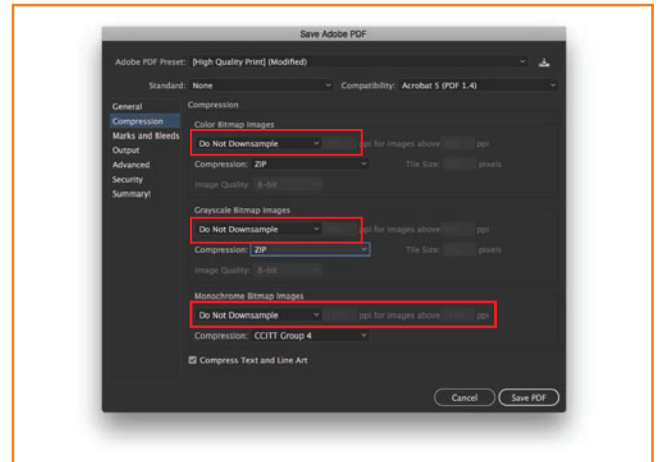 Save Adobe PDF
Adobe PDF Preset: [High Quality Print] (Modified)
Standard: None Compatibility: Acrobat 5 (PDF 1.4)
General
Compression
Marks and Bleeds
Output
Advanced
Security
Summary!
Compression
Color Bitmap Images
Do Not Downsample ppi for images above ppi
Compression: ZIP Tile Size: pixels
Image Quality: 8-bit
Grayscale Bitmap Images
Do Not Downsample ppi for images above ppi
Compression: ZIP Tile Size: pixels
Image Quality: 8-bit
Monochrome Bitmap Images
Do Not Downsample ppi for images above ppi
Compression: CCITT Group 4
Compress Text and Line Art
Cancel Save PDF